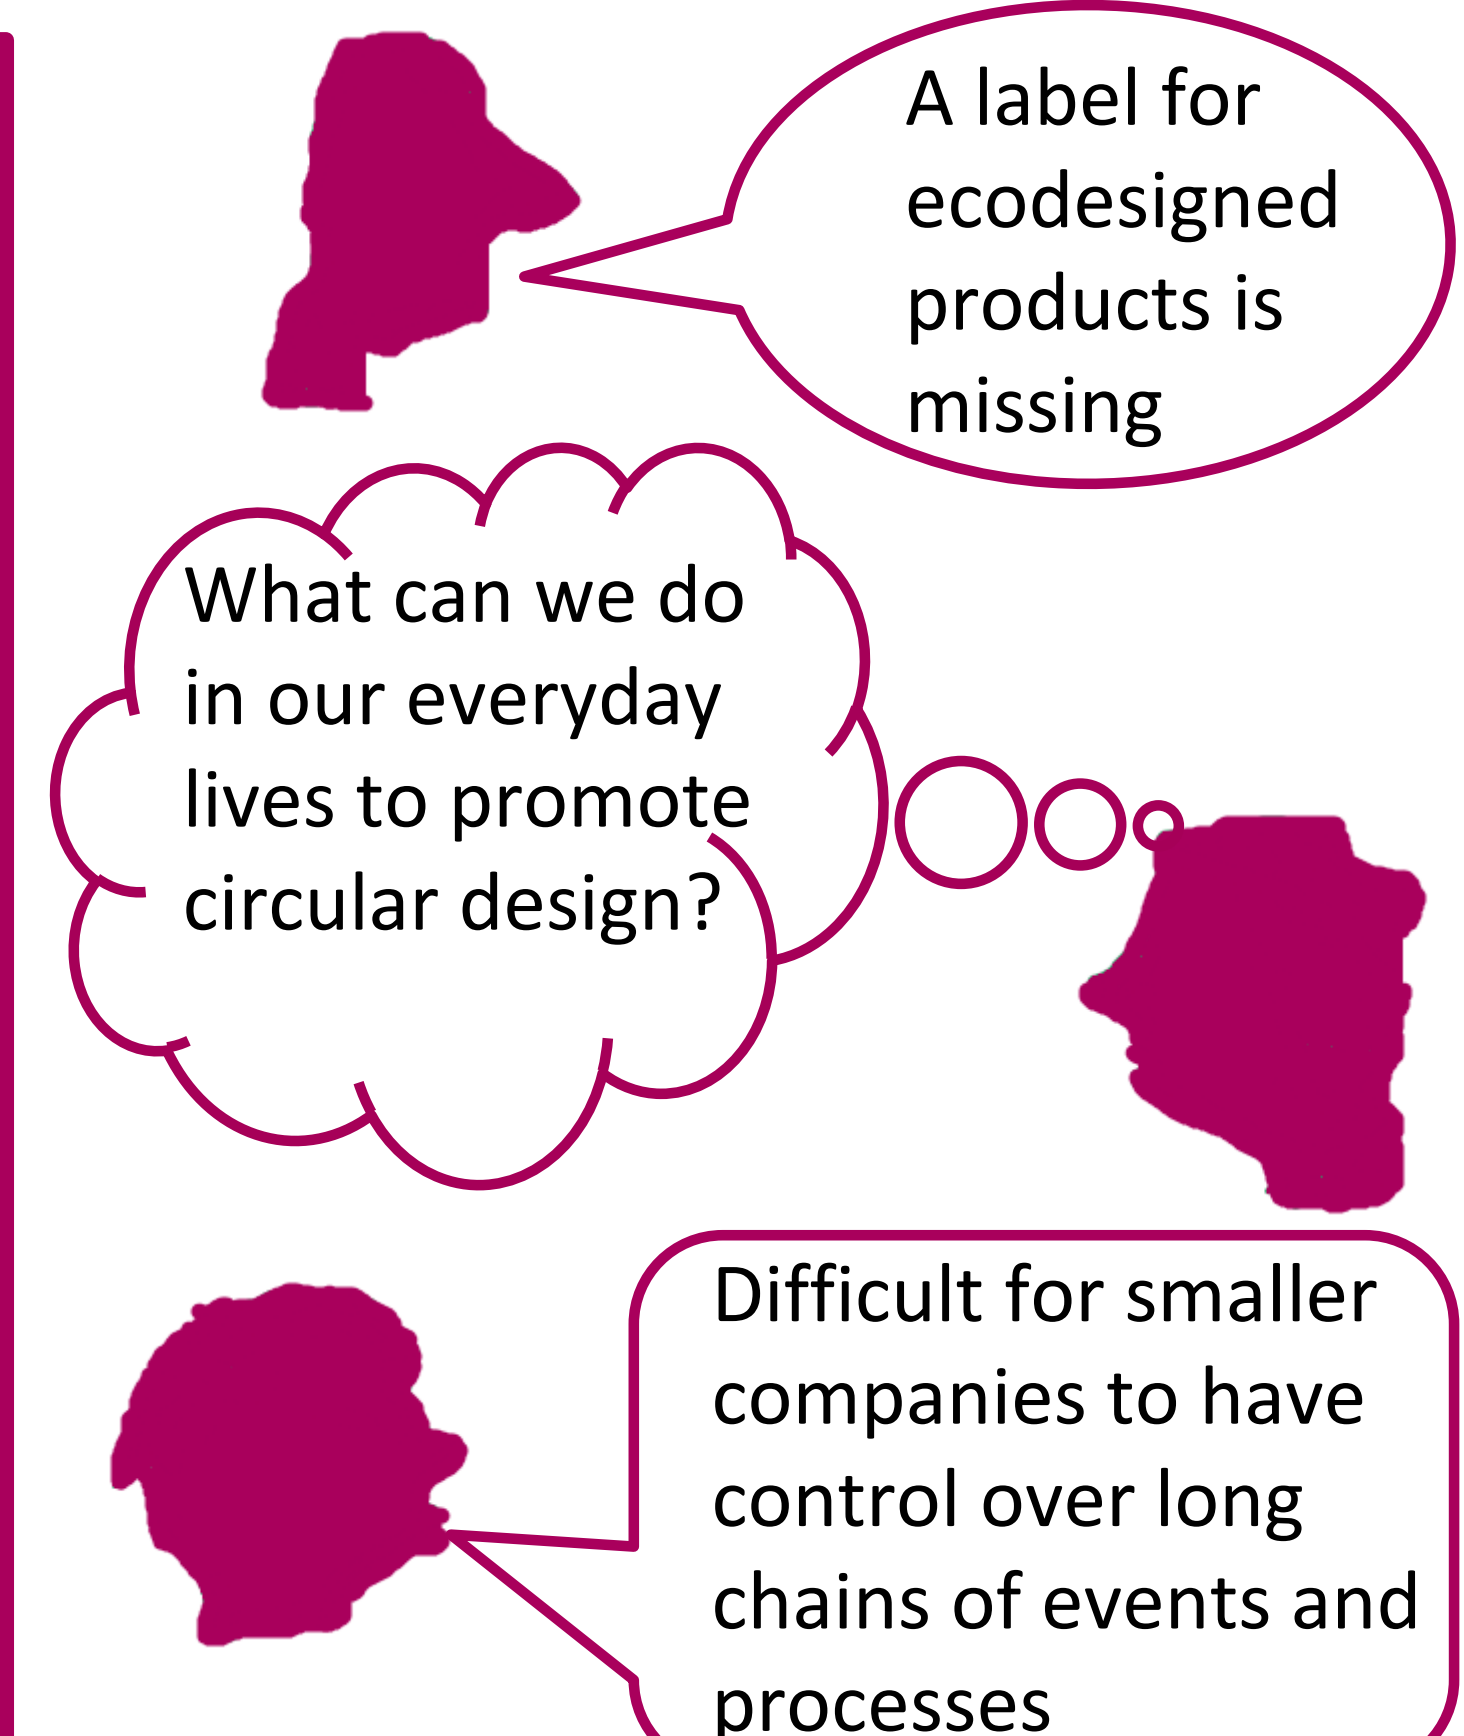 A label for
ecodesigned
products is
missing
What can we do
in our everyday
lives to promote
circular design?
Difficult for smaller
companies to have
control over long
chains of events and
processes